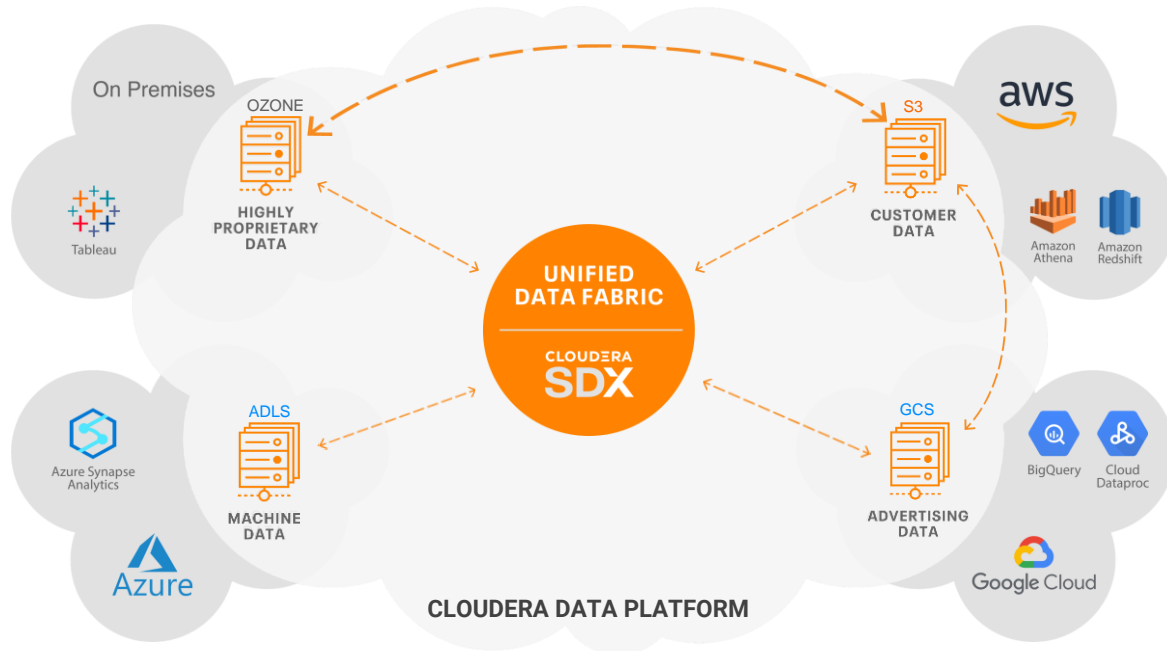 On Premises
OZONE
HIGHLY
PROPRIETARY
DATA
Tableau
S3
CUSTOMER
DATA
aws
Amazon
Athena
Amazon
Redshift
UNIFIED
DATA FABRIC
CLOUDERA
SDX
Azure Synapse
Analytics
Azure
ADLS
MACHINE
DATA
GCS
ADVERTISING
DATA
BigQuery
Cloud
Dataproc
Google Cloud
CLOUDERA DATA PLATFORM